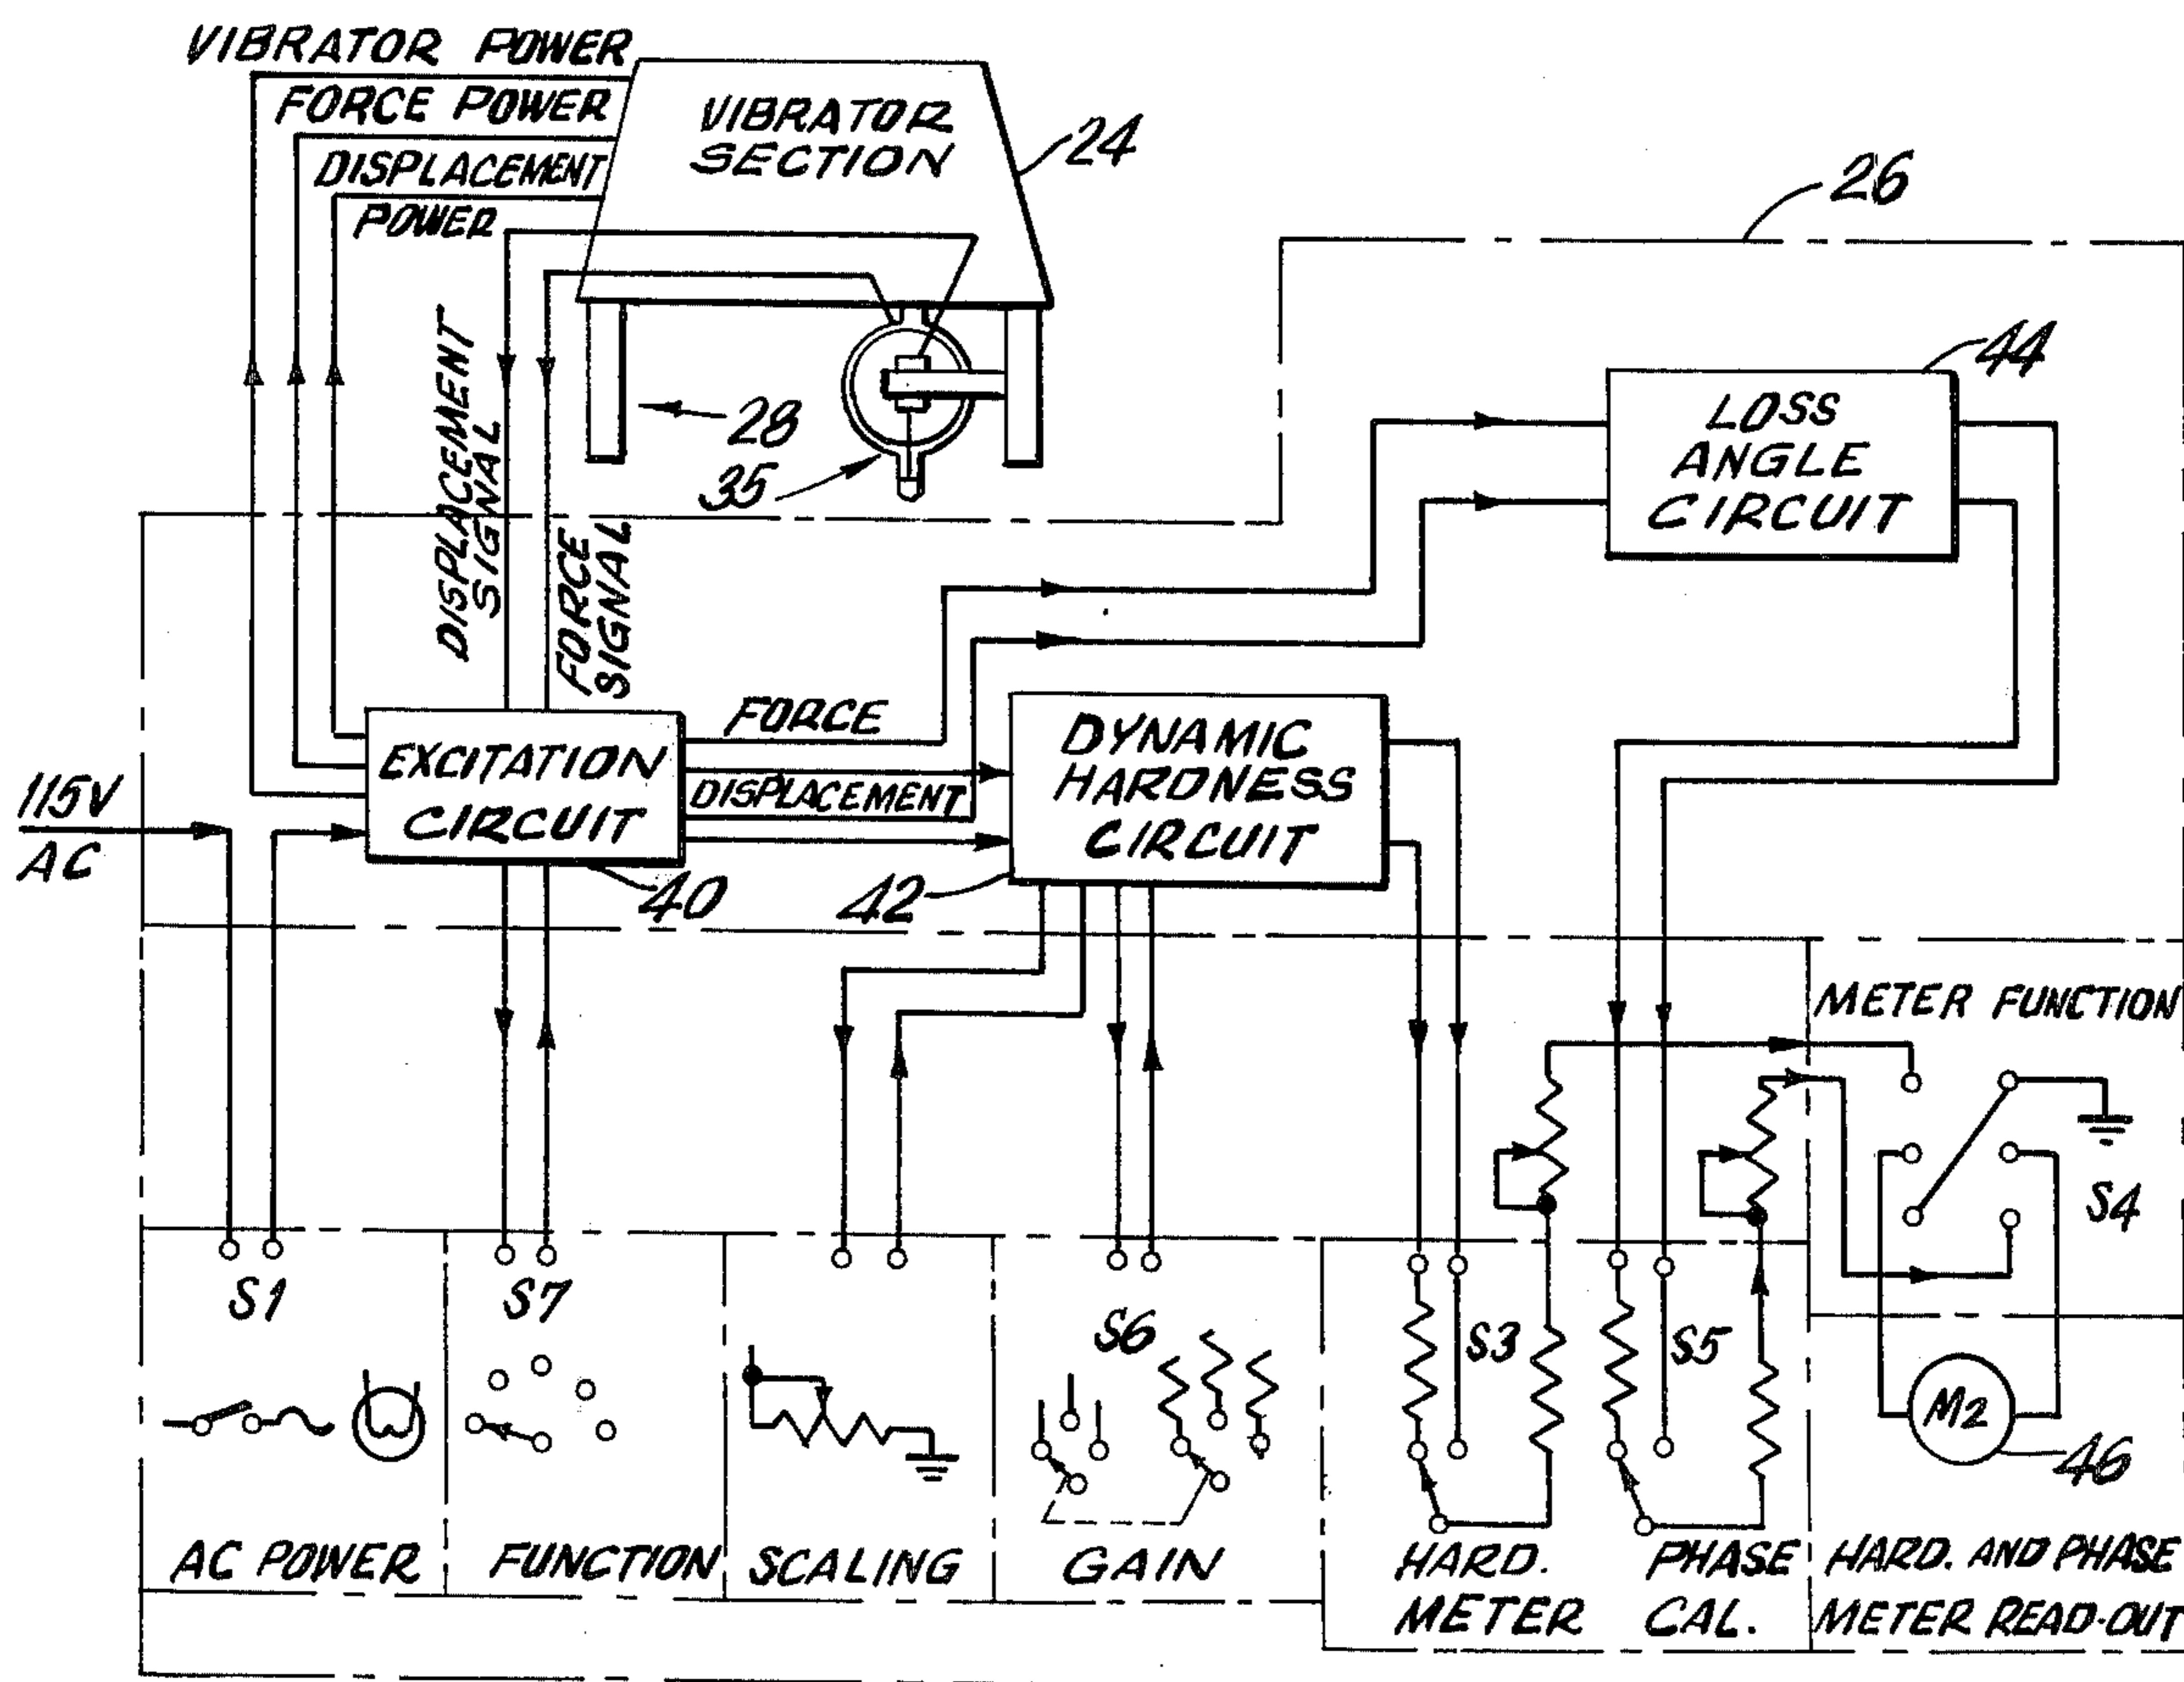 VIBRATOR POWER
FORCE POWER
DISPLACEMENT
POWER
VIBRATOR
SECTION
24
26
DISPLACEMENT
SIGNAL
FORCE
SIGNAL
28
35
44
LOSS
ANGLE
CIRCUIT
115V
AC
EXCITATION
CIRCUIT
40
FORCE
DISPLACEMENT
DYNAMIC
HARDNESS
CIRCUIT
42
METER FUNCTION
S4
S1
S7
S6
S3
S5
M2
46
AC POWER
FUNCTION
SCALING
GAIN
HARD.
METER
PHASE
CAL.
HARD. AND PHASE
METER READ-OUT